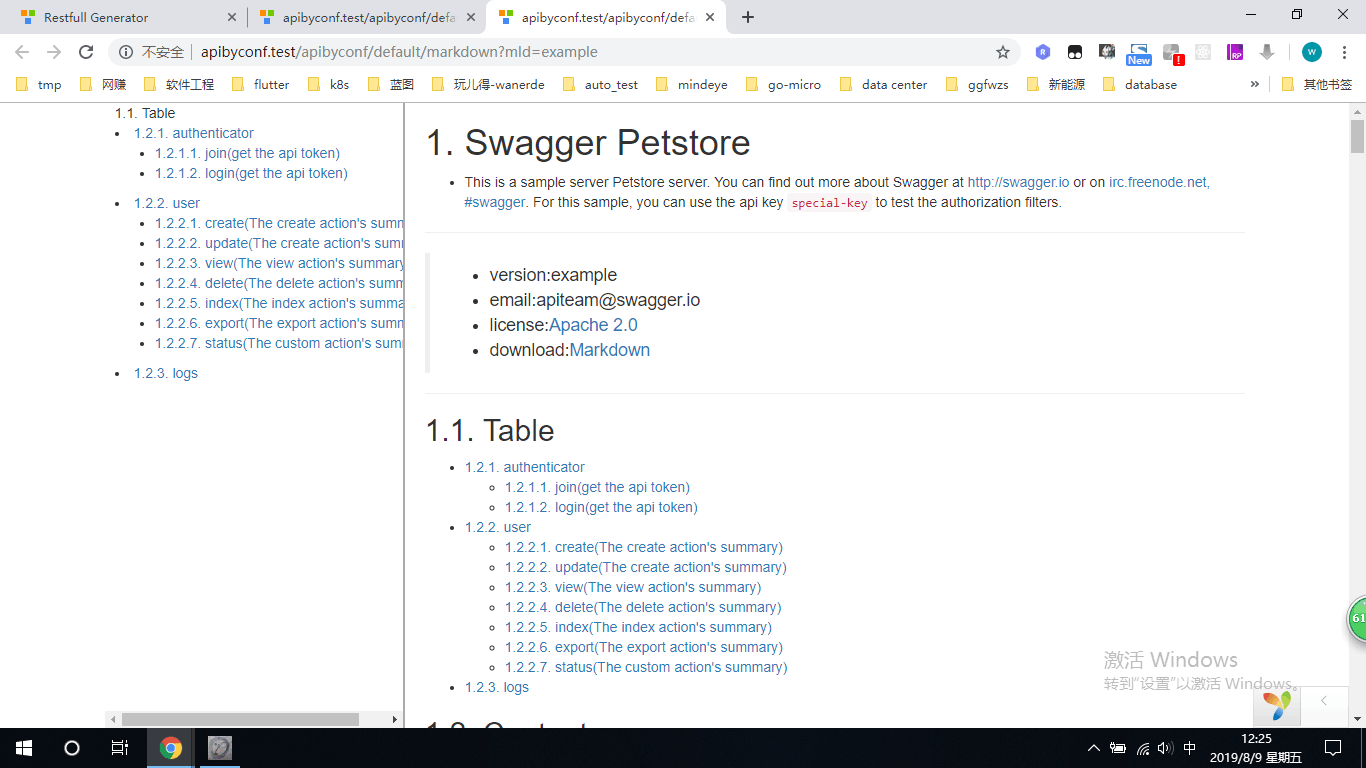 Restfull Generator
apibyconf.test/apibyconf/defa
apibyconf.test/apibyconf/defa
不安全 apibyconf.test/apibyconf/default/markdown?mId=example
R
New
!
RP
W
tmp 网赚 软件工程 flutter k8s 蓝图 玩儿得-wanerde auto_test mindeye go-micro data center ggfwzs 新能源 database » 其他书签
1.1. Table
1.2.1. authenticator
1.2.1.1. join(get the api token)
1.2.1.2. login(get the api token)
1.2.2. user
1.2.2.1. create(The create action's summ
1.2.2.2. update(The create action's sum
1.2.2.3. view(The view action's summary
1.2.2.4. delete(The delete action's summ
1.2.2.5. index(The index action's summa
1.2.2.6. export(The export action's summ
1.2.2.7. status(The custom action's sum
1.2.3. logs
1. Swagger Petstore
This is a sample server Petstore server. You can find out more about Swagger at http://swagger.io or on irc.freenode.net,
#swagger. For this sample, you can use the api key special-key to test the authorization filters.
version:example
email:apiteam@swagger.io
license:Apache 2.0
download:Markdown
1.1. Table
1.2.1. authenticator
1.2.1.1. join(get the api token)
1.2.1.2. login(get the api token)
1.2.2. user
1.2.2.1. create(The create action's summary)
1.2.2.2. update(The create action's summary)
1.2.2.3. view(The view action's summary)
1.2.2.4. delete(The delete action's summary)
1.2.2.5. index(The index action's summary)
1.2.2.6. export(The export action's summary)
1.2.2.7. status(The custom action's summary)
1.2.3. logs
61
激活 Windows
转到"设置"以激活 Windows。
中
12:25
2019/8/9 星期五